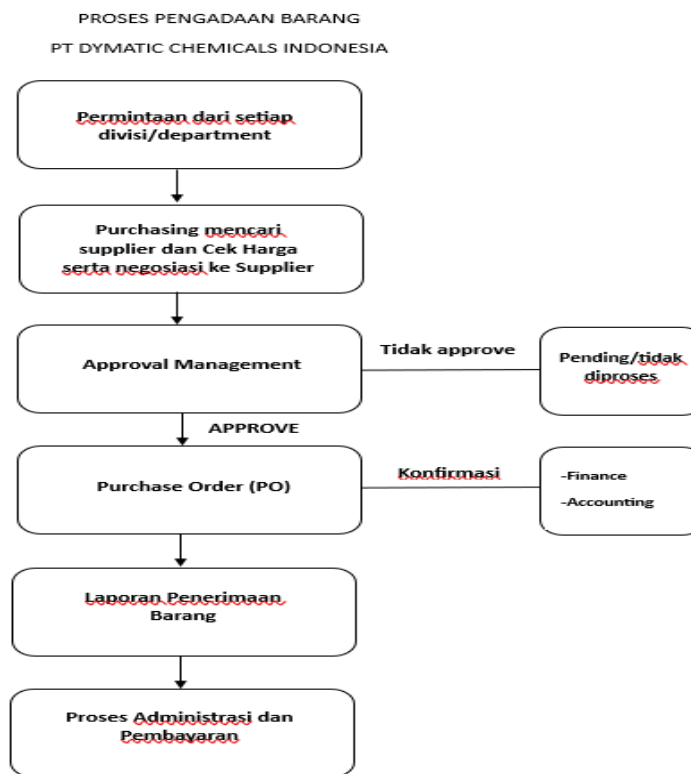 PROSES PENGADAAN BARANG
PT DYMATIC CHEMICALS INDONESIA
Permintaan dari setiap
divisi/department
Purchasing mencari
supplier dan Cek Harga
serta negosiasi ke Supplier
Approval Management
Tidak approve
Pending/tidak
diproses
APPROVE
Purchase Order (PO)
Konfirmasi
-Finance
-Accounting
Laporan Penerimaan
Barang
Proses Administrasi dan
Pembayaran